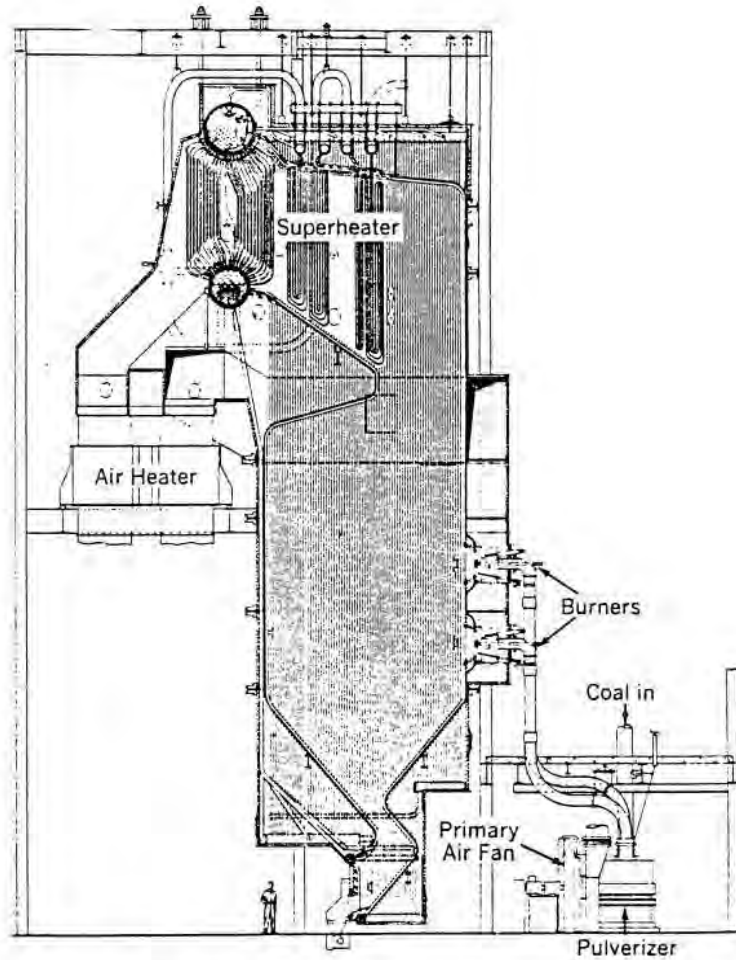 Superheater
Air Heater
Burners
Coal in
Primary
Air Fan
Pulverizer